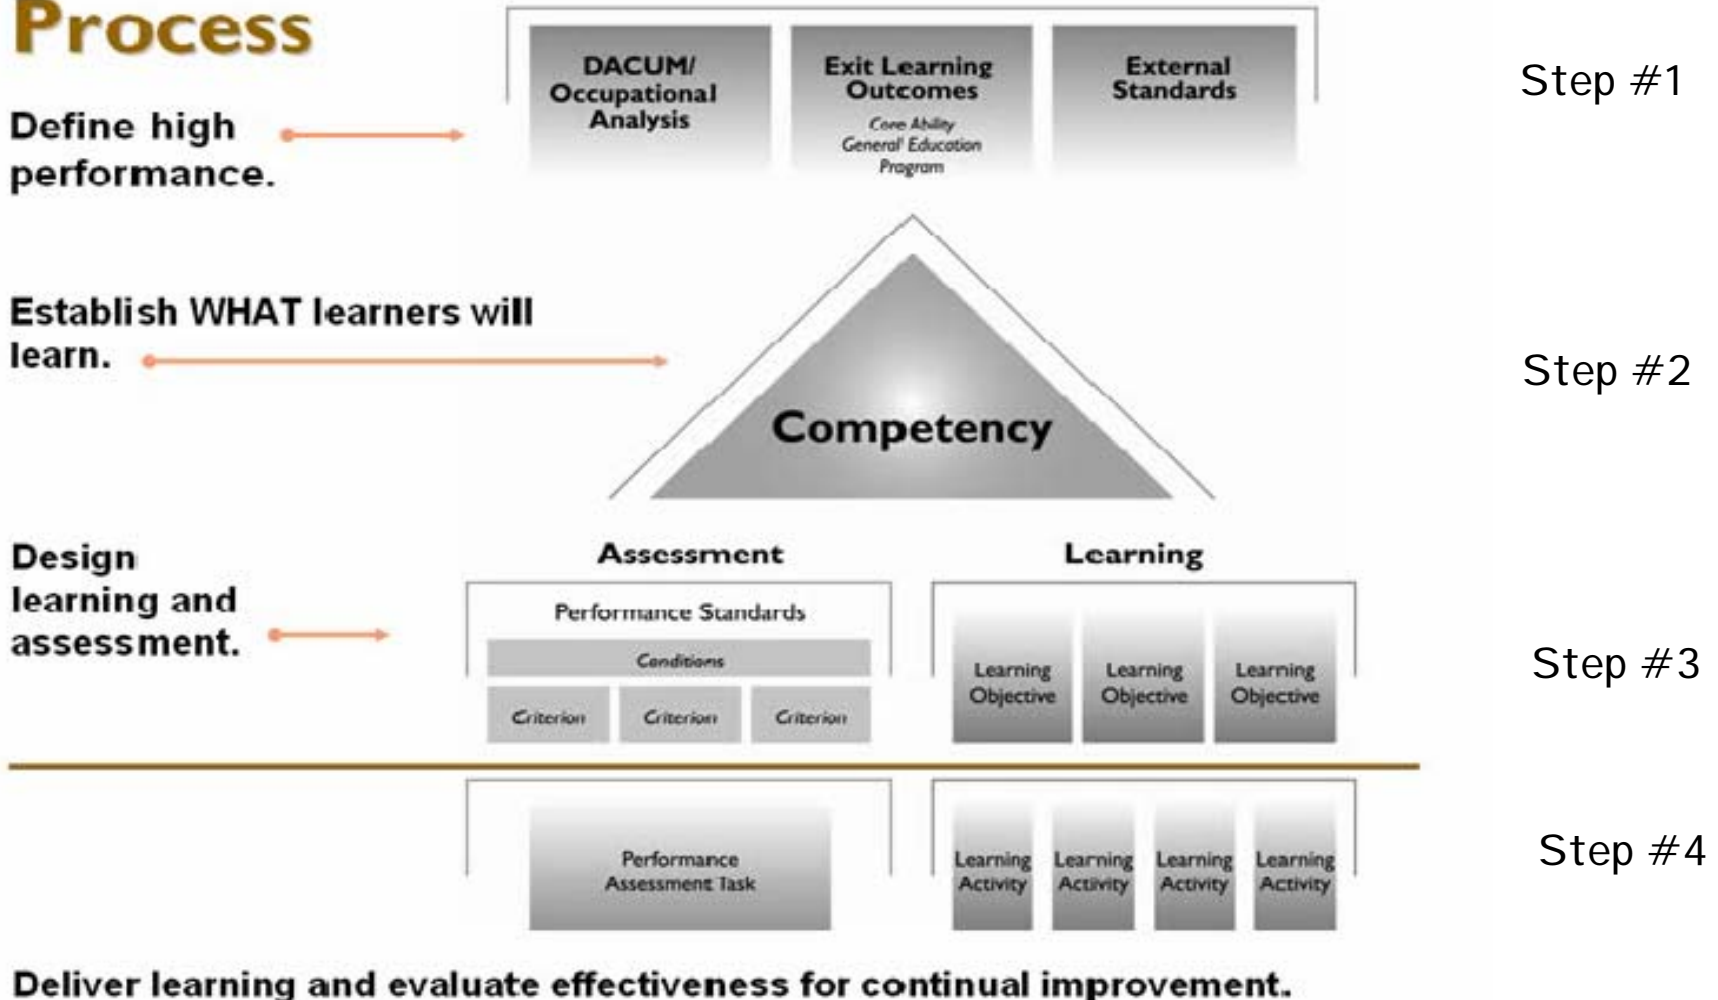 Process
DACUM/
Occupational
Analysis
Exit Learning
Outcomes
Core Ability
General Education
Program
External
Standards
Step #1
Define high
performance.
Establish WHAT learners will
learn.
Competency
Step #2
Design
learning and
assessment.
Assessment
Performance Standards
Conditions
Criterion
Criterion
Criterion
Learning
Learning
Objective
Learning
Objective
Learning
Objective
Step #3
Performance
Assessment Task
Learning
Activity
Learning
Activity
Learning
Activity
Learning
Activity
Step #4
Deliver learning and evaluate effectiveness for continual improvement.